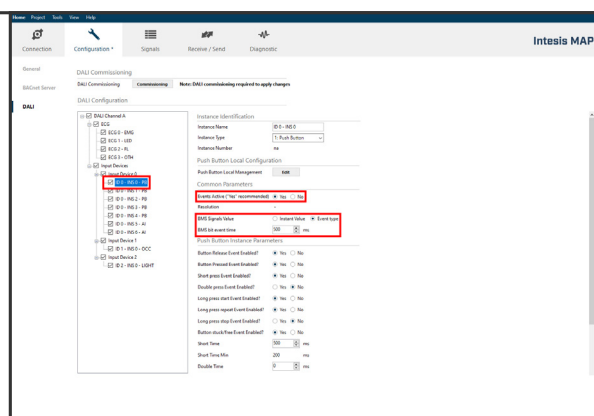 Home Project Tools View Help
Connection Configuration * Signals Receive / Send Diagnostic
Intesis MAP
General
BACnet Server
DALI
DALI Commissioning
DALI Commissioning Commissioning Note: DALI commissioning required to apply changes
DALI Configuration
DALI Channel A
ECG
ECG 0 - EMG
ECG 1 - LED
ECG 2 - FL
ECG 3 - OTH
Input Devices
Input Device 0
ID 0 - INS 0 - PB
ID 0 - INS 1 - PB
ID 0 - INS 2 - PB
ID 0 - INS 3 - PB
ID 0 - INS 4 - PB
ID 0 - INS 5 - AI
ID 0 - INS 6 - AI
Input Device 1
ID 1 - INS 0 - OCC
Input Device 2
ID 2 - INS 0 - LIGHT
Instance Identification
Instance Name ID 0 - INS 0
Instance Type 1: Push Button
Instance Number na
Push Button Local Configuration
Push Button Local Management Edit
Common Parameters
Events Active ("Yes" recommended) Yes No
Resolution -
BMS Signals Value Instant Value Event type
BMS bit event time 500 ms
Push Button Instance Parameters
Button Release Event Enabled? Yes No
Button Pressed Event Enabled? Yes No
Short press Event Enabled? Yes No
Double press Event Enabled? Yes No
Long press start Event Enabled? Yes No
Long press repeat Event Enabled? Yes No
Long press stop Event Enabled? Yes No
Button stuck/free Event Enabled? Yes No
Short Time 500 ms
Short Time Min 200 ms
Double Time 0 ms